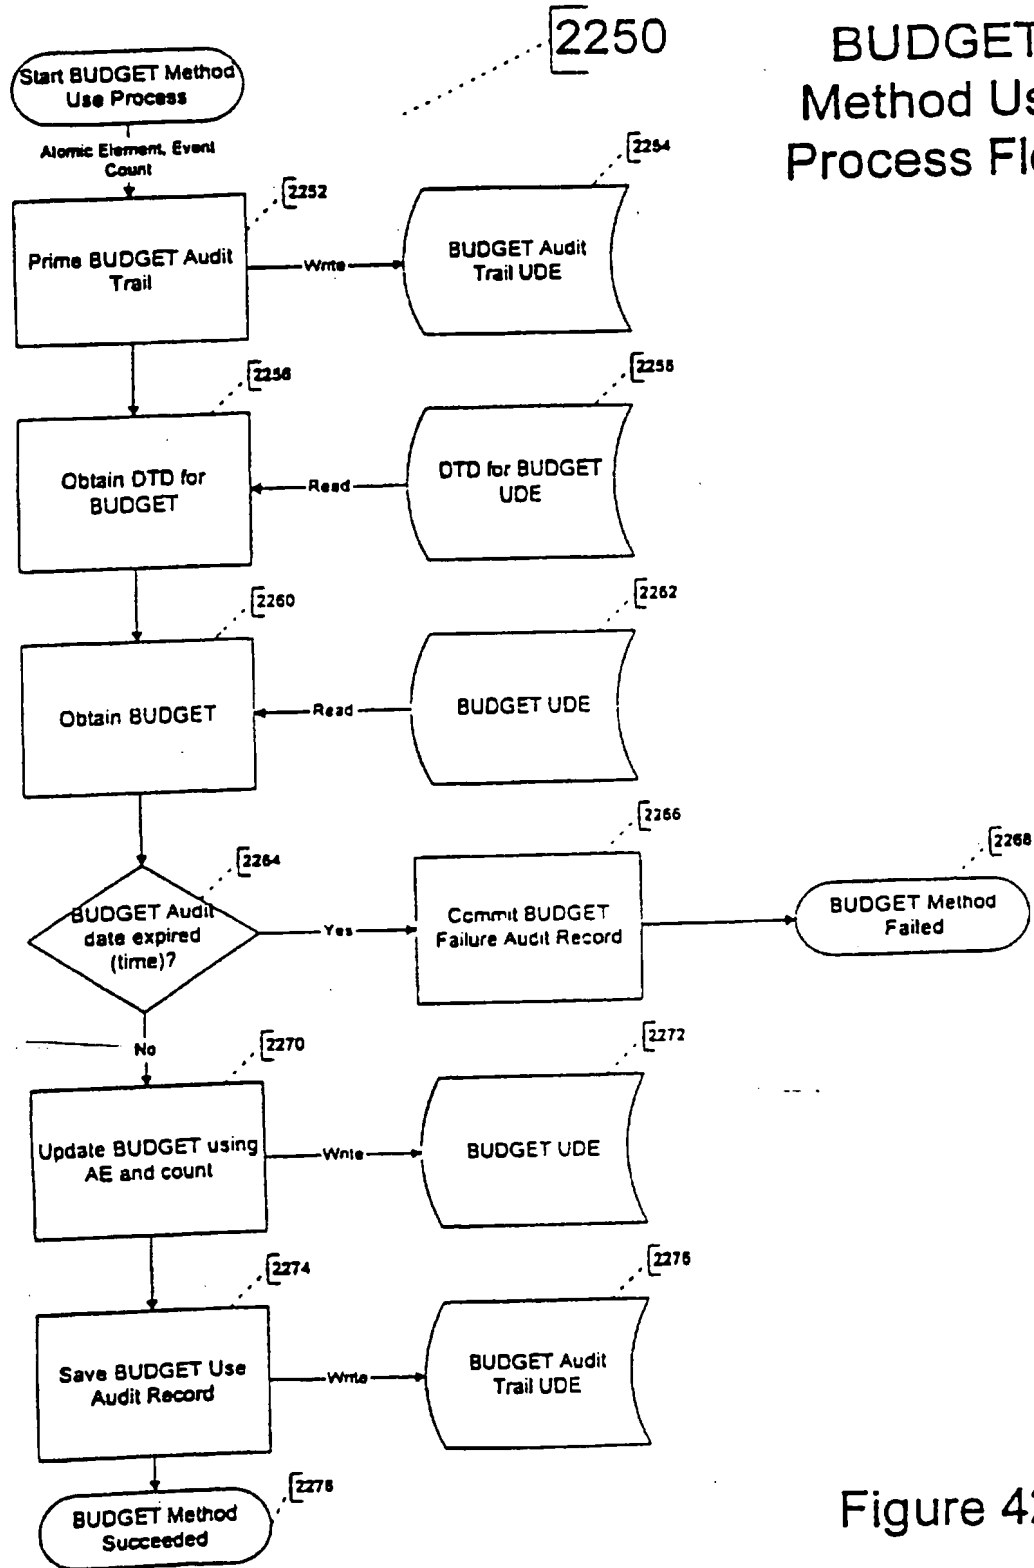 2250
BUDGET
Method Us
Process Flo
Start BUDGET Method
Use Process
Atomic Element, Event
Count
2252
Prime BUDGET Audit
Trail
Write
2254
BUDGET Audit
Trail UDE
2256
Obtain DTD for
BUDGET
Read
2258
DTD for BUDGET
UDE
2260
Obtain BUDGET
Read
2262
BUDGET UDE
2264
BUDGET Audit
date expired
(time)?
Yes
2266
Commit BUDGET
Failure Audit Record
2268
BUDGET Method
Failed
No
2270
Update BUDGET using
AE and count
Write
2272
BUDGET UDE
2274
Save BUDGET Use
Audit Record
Write
2276
BUDGET Audit
Trail UDE
2278
BUDGET Method
Succeeded
Figure 42